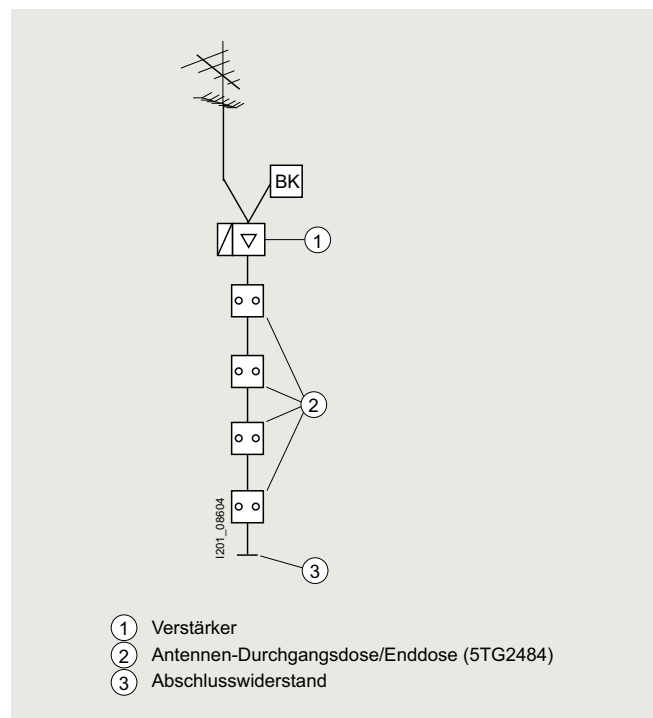 BK
1
2
I201_08604
3
1 Verstärker
2 Antennen-Durchgangsdose/Enddose (5TG2484)
3 Abschlusswiderstand